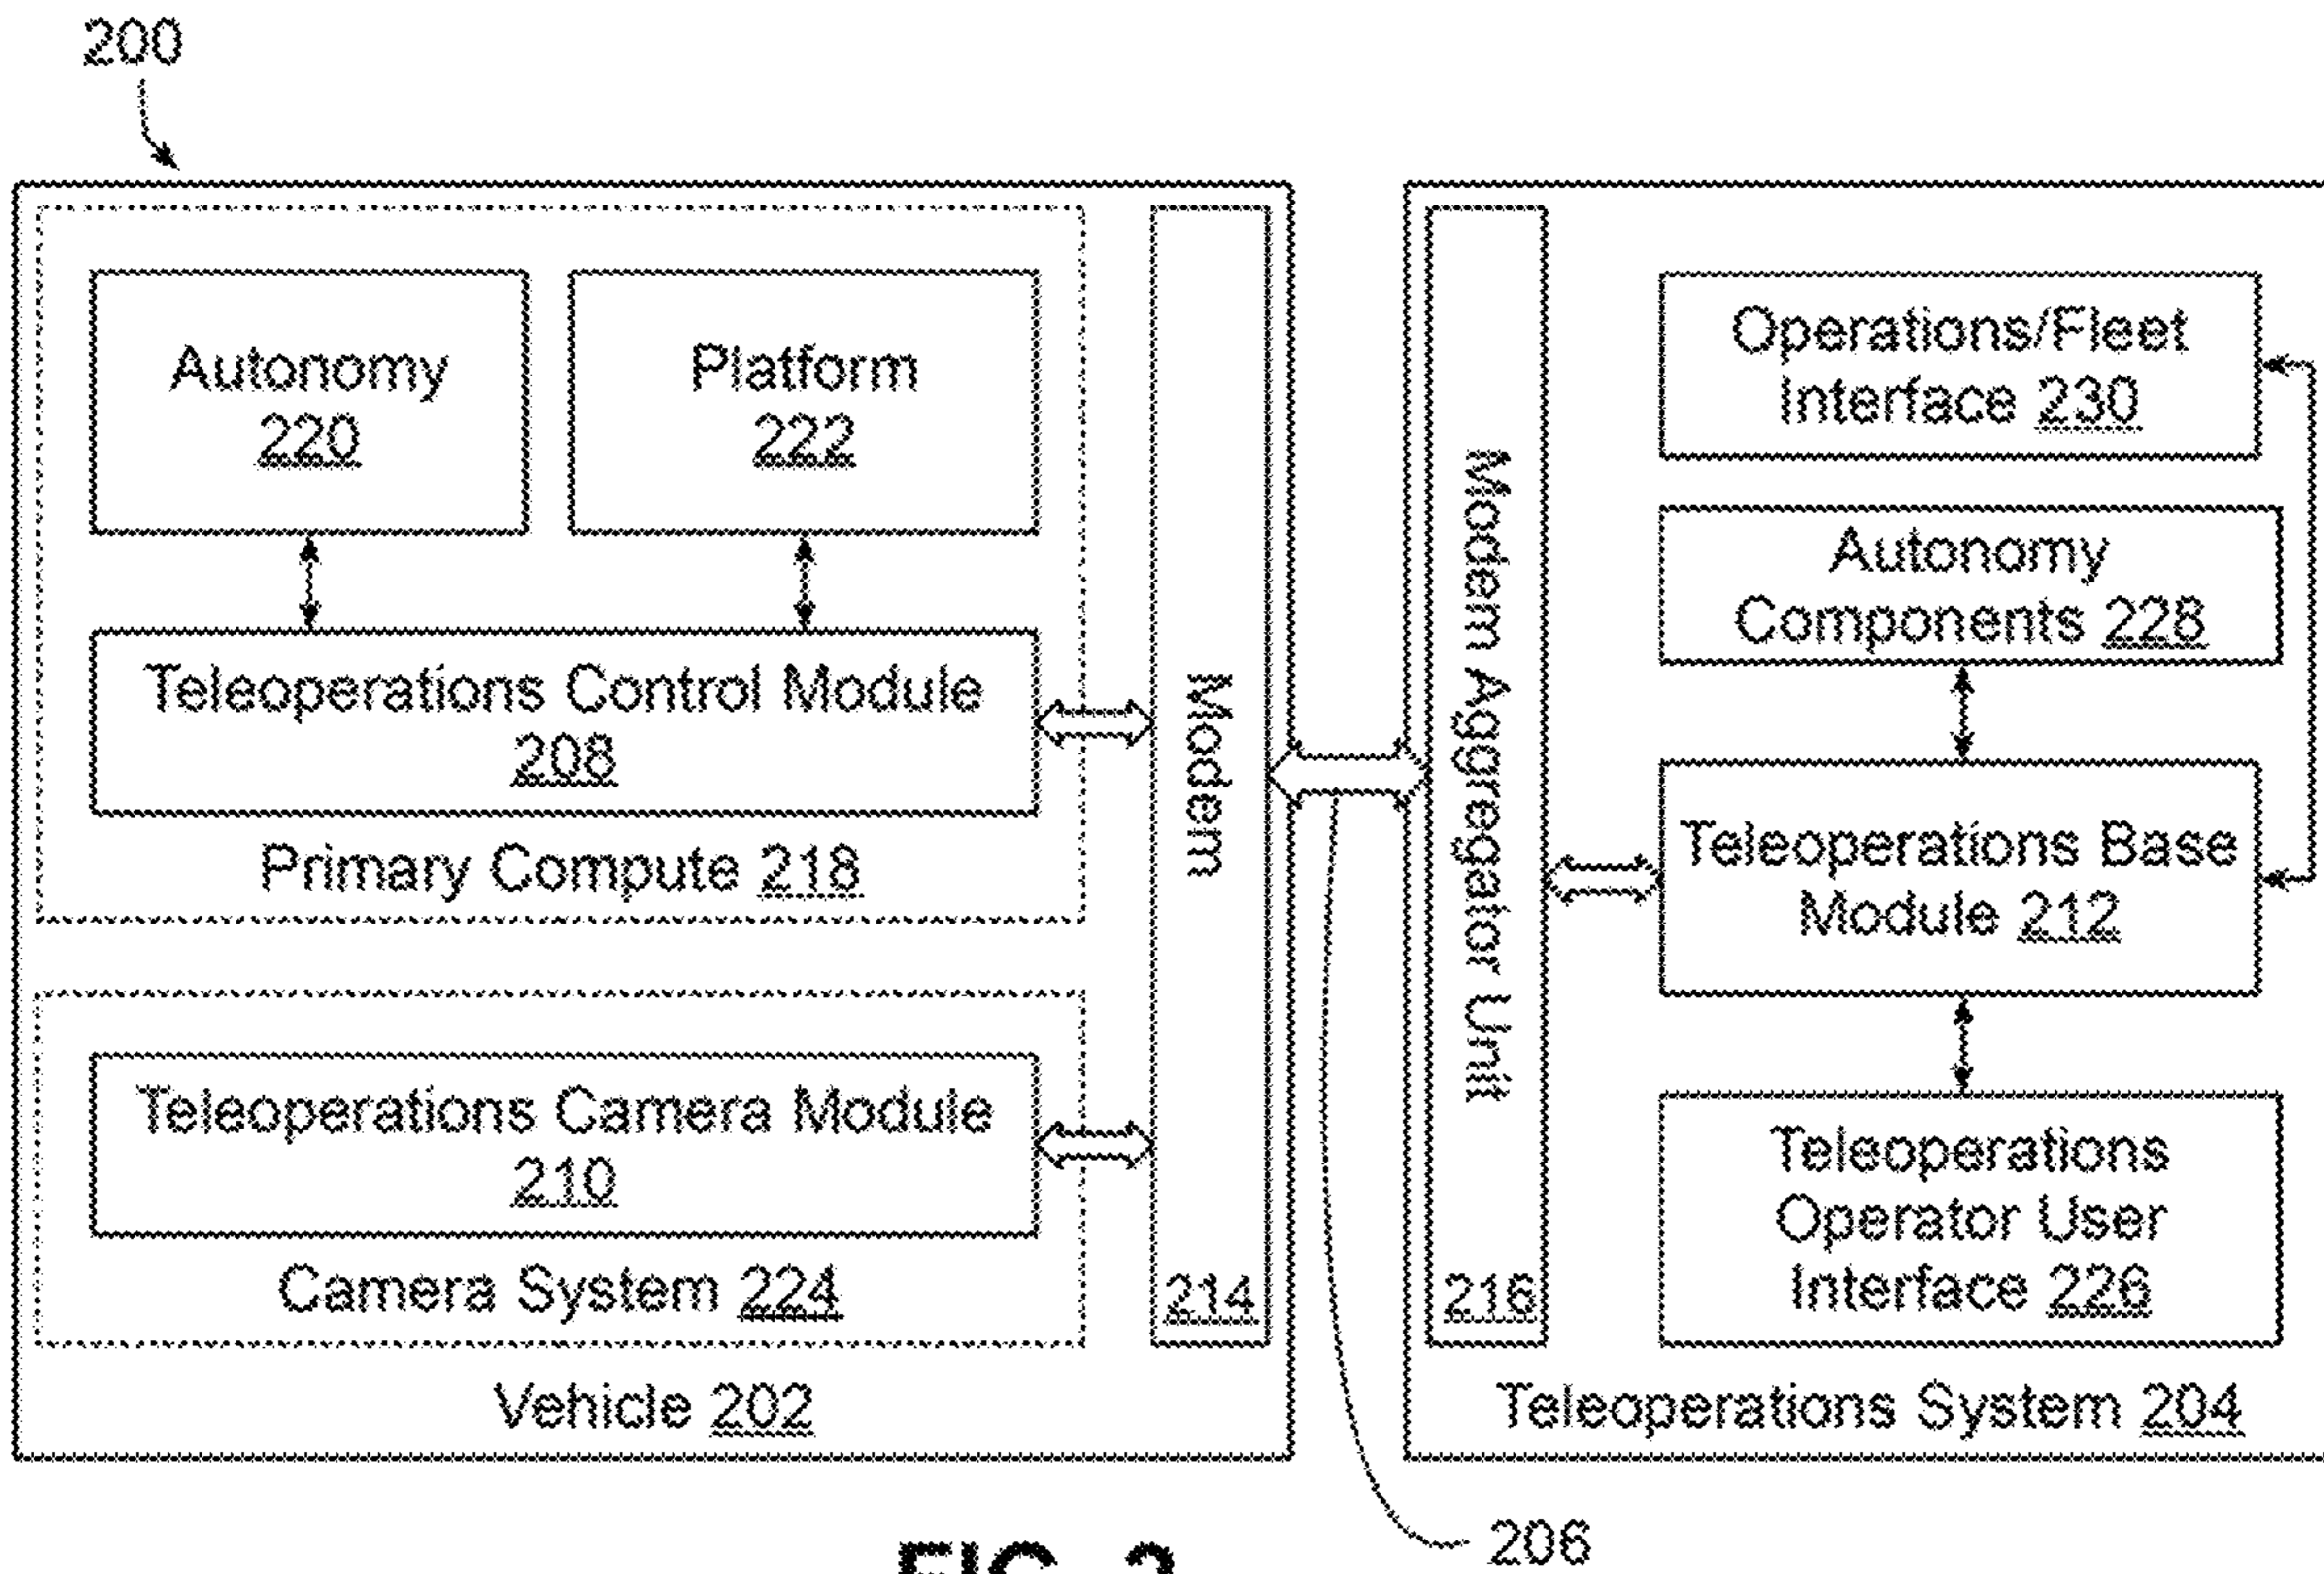 200
Autonomy
220
Platform
222
Teleoperations Control Module
208
Primary Compute 218
Teleoperations Camera Module
210
Camera System 224
Vehicle 202
Modem
214
Modem Aggregator Unit
216
Operations/Fleet
Interface 230
Autonomy
Components 228
Teleoperations Base
Module 212
Teleoperations
Operator User
Interface 226
Teleoperations System 204
206